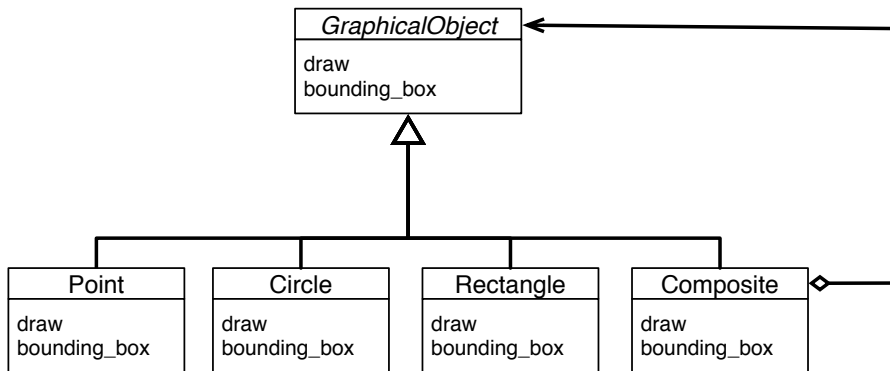 GraphicalObject
draw
bounding_box
Point
draw
bounding_box
Circle
draw
bounding_box
Rectangle
draw
bounding_box
Composite
draw
bounding_box